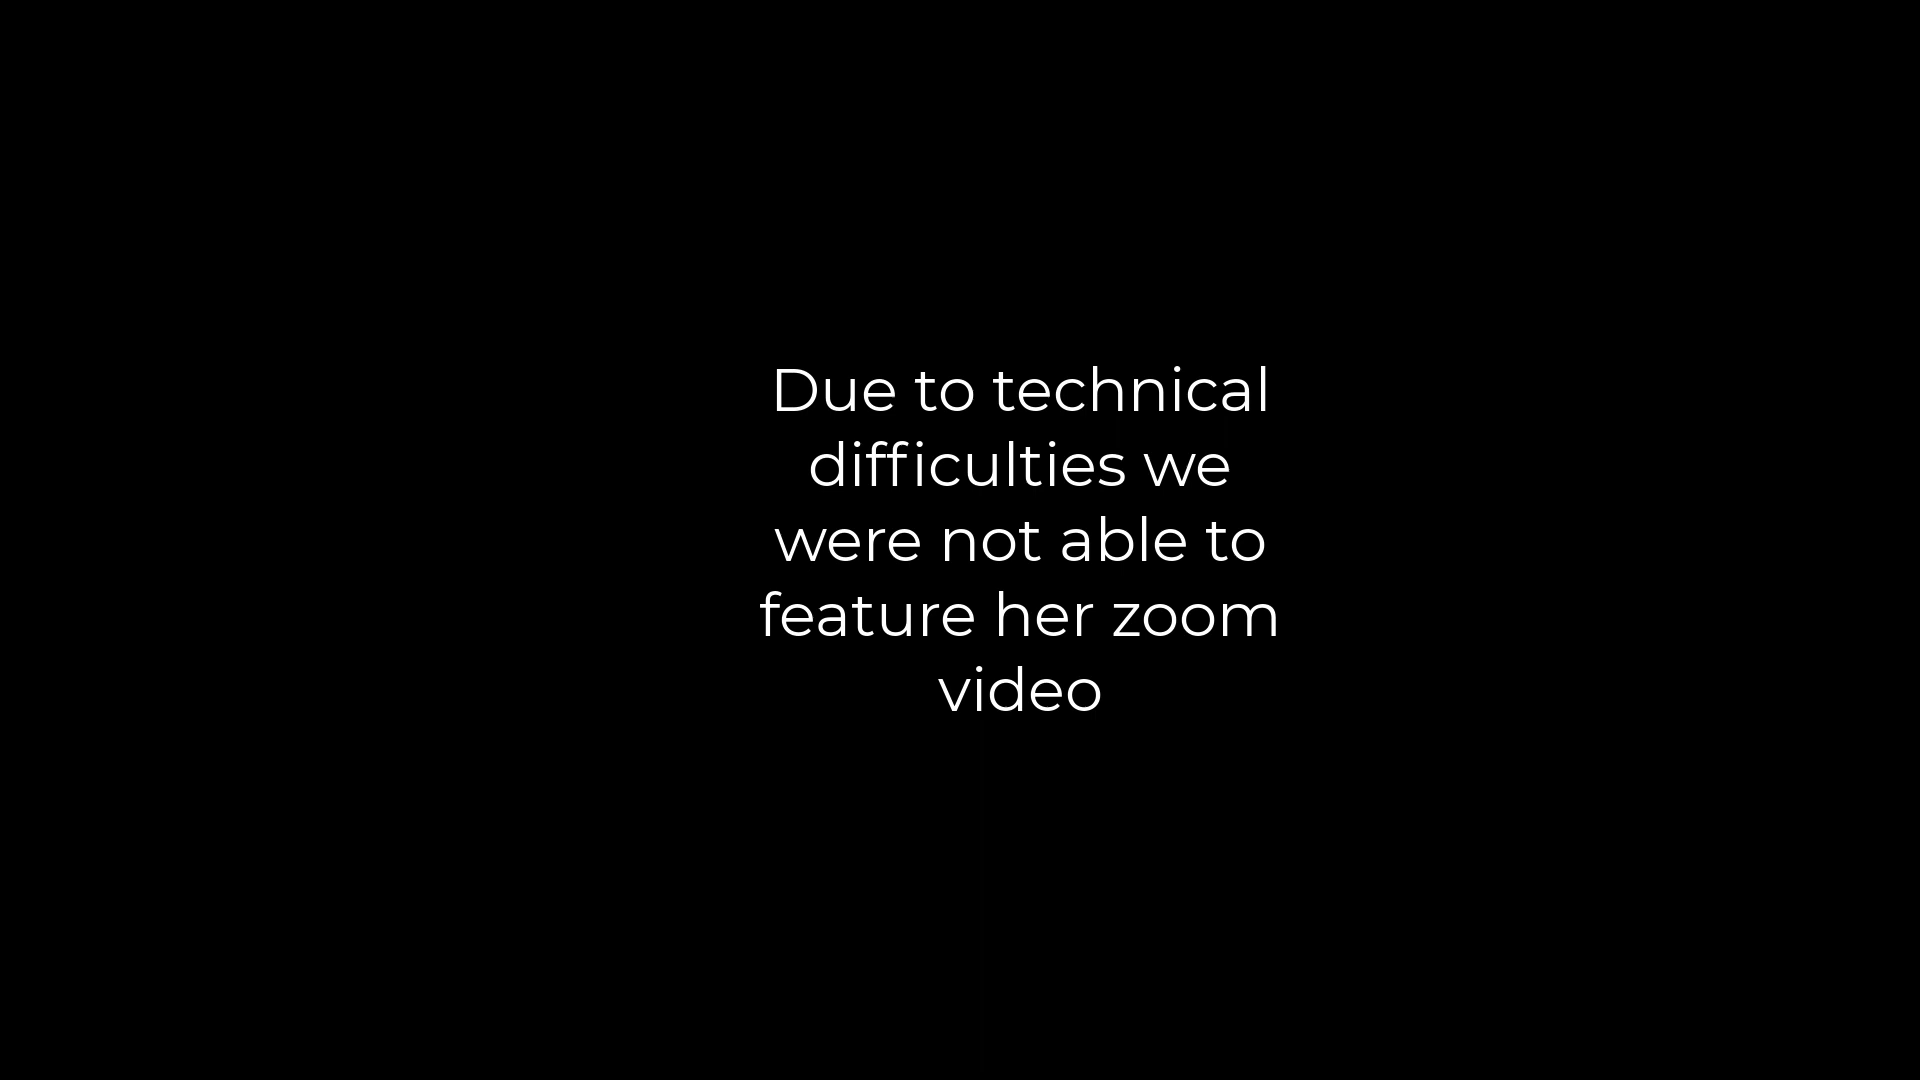 Due to technical
difficulties we
were not able to
feature her zoom
video